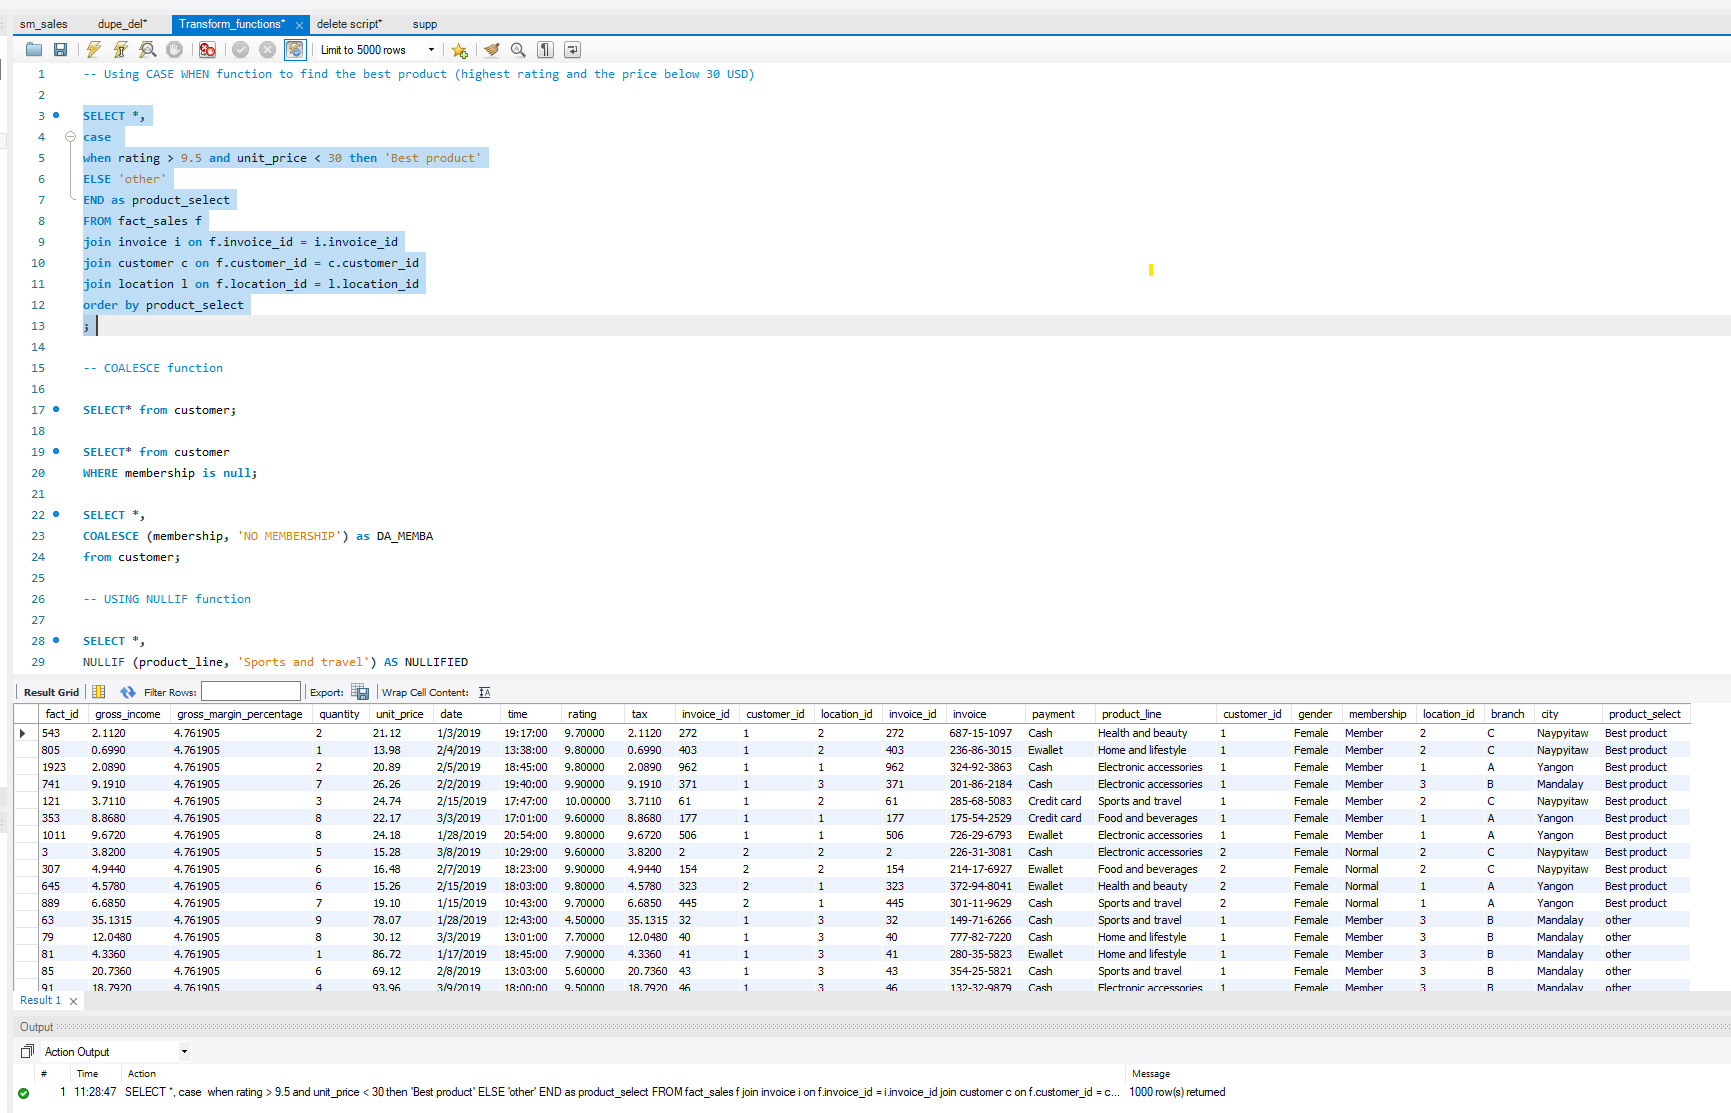 sm_sales dupe_del* Transform_functions* delete script* supp
Limit to 5000 rows
1 -- Using CASE WHEN function to find the best product (highest rating and the price below 30 USD)
2
3 SELECT *,
4 case
5 when rating > 9.5 and unit_price < 30 then 'Best product'
6 ELSE 'other'
7 END as product_select
8 FROM fact_sales f
9 join invoice i on f.invoice_id = i.invoice_id
10 join customer c on f.customer_id = c.customer_id
11 join location l on f.location_id = l.location_id
12 order by product_select
13 ;
14
15 -- COALESCE function
16
17 SELECT* from customer;
18
19 SELECT* from customer
20 WHERE membership is null;
21
22 SELECT *,
23 COALESCE (membership, 'NO MEMBERSHIP') as DA_MEMBA
24 from customer;
25
26 -- USING NULLIF function
27
28 SELECT *,
29 NULLIF (product_line, 'Sports and travel') AS NULLIFIED
Result Grid Filter Rows: Export: Wrap Cell Content:
fact_id gross_income gross_margin_percentage quantity unit_price date time rating tax invoice_id customer_id location_id invoice_id invoice payment product_line customer_id gender membership location_id branch city product_select
543 2.1120 4.761905 2 21.12 1/3/2019 19:17:00 9.70000 2.1120 272 1 2 272 687-15-1097 Cash Health and beauty 1 Female Member 2 C Naypyitaw Best product
805 0.6990 4.761905 1 13.98 2/4/2019 13:38:00 9.80000 0.6990 403 1 2 403 236-86-3015 Ewallet Home and lifestyle 1 Female Member 2 C Naypyitaw Best product
1923 2.0890 4.761905 2 20.89 2/5/2019 18:45:00 9.80000 2.0890 962 1 1 962 324-92-3863 Cash Electronic accessories 1 Female Member 1 A Yangon Best product
741 9.1910 4.761905 7 26.26 2/2/2019 19:40:00 9.90000 9.1910 371 1 3 371 201-86-2184 Cash Electronic accessories 1 Female Member 3 B Mandalay Best product
121 3.7110 4.761905 3 24.74 2/15/2019 17:47:00 10.00000 3.7110 61 1 2 61 285-68-5083 Credit card Sports and travel 1 Female Member 2 C Naypyitaw Best product
353 8.8680 4.761905 8 22.17 3/3/2019 17:01:00 9.60000 8.8680 177 1 1 177 175-54-2529 Credit card Food and beverages 1 Female Member 1 A Yangon Best product
1011 9.6720 4.761905 8 24.18 1/28/2019 20:54:00 9.80000 9.6720 506 1 1 506 726-29-6793 Ewallet Electronic accessories 1 Female Member 1 A Yangon Best product
3 3.8200 4.761905 5 15.28 3/8/2019 10:29:00 9.60000 3.8200 2 2 2 2 226-31-3081 Cash Electronic accessories 2 Female Normal 2 C Naypyitaw Best product
307 4.9440 4.761905 6 16.48 2/7/2019 18:23:00 9.90000 4.9440 154 2 2 154 214-17-6927 Ewallet Food and beverages 2 Female Normal 2 C Naypyitaw Best product
645 4.5780 4.761905 6 15.26 2/15/2019 18:03:00 9.80000 4.5780 323 2 1 323 372-94-8041 Ewallet Health and beauty 2 Female Normal 1 A Yangon Best product
889 6.6850 4.761905 7 19.10 1/15/2019 10:43:00 9.70000 6.6850 445 2 1 445 301-11-9629 Cash Sports and travel 2 Female Normal 1 A Yangon Best product
63 35.1315 4.761905 9 78.07 1/28/2019 12:43:00 4.50000 35.1315 32 1 3 32 149-71-6266 Cash Sports and travel 1 Female Member 3 B Mandalay other
79 12.0480 4.761905 8 30.12 3/3/2019 13:01:00 7.70000 12.0480 40 1 3 40 777-82-7220 Cash Home and lifestyle 1 Female Member 3 B Mandalay other
81 4.3360 4.761905 1 86.72 1/17/2019 18:45:00 7.90000 4.3360 41 1 3 41 280-35-5823 Ewallet Home and lifestyle 1 Female Member 3 B Mandalay other
85 20.7360 4.761905 6 69.12 2/8/2019 13:03:00 5.60000 20.7360 43 1 3 43 354-25-5821 Cash Sports and travel 1 Female Member 3 B Mandalay other
91 18.7920 4.761905 4 93.96 3/9/2019 18:00:00 9.50000 18.7920 46 1 3 46 132-32-9879 Cash Electronic accessories 1 Female Member 3 B Mandalay other
Result 1
Output
Action Output
# Time Action Message
1 11:28:47 SELECT *, case when rating > 9.5 and unit_price < 30 then 'Best product' ELSE 'other' END as product_select FROM fact_sales f join invoice i on f.invoice_id = i.invoice_id join customer c on f.customer_id = c... 1000 row(s) returned